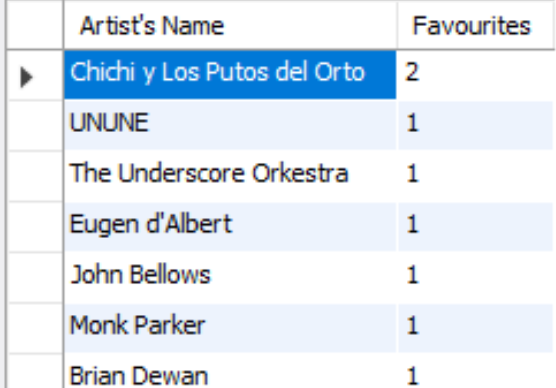 Artist's Name Favourites
Chichi y Los Putos del Orto 2
UNUNE 1
The Underscore Orkestra 1
Eugen d'Albert 1
John Bellows 1
Monk Parker 1
Brian Dewan 1